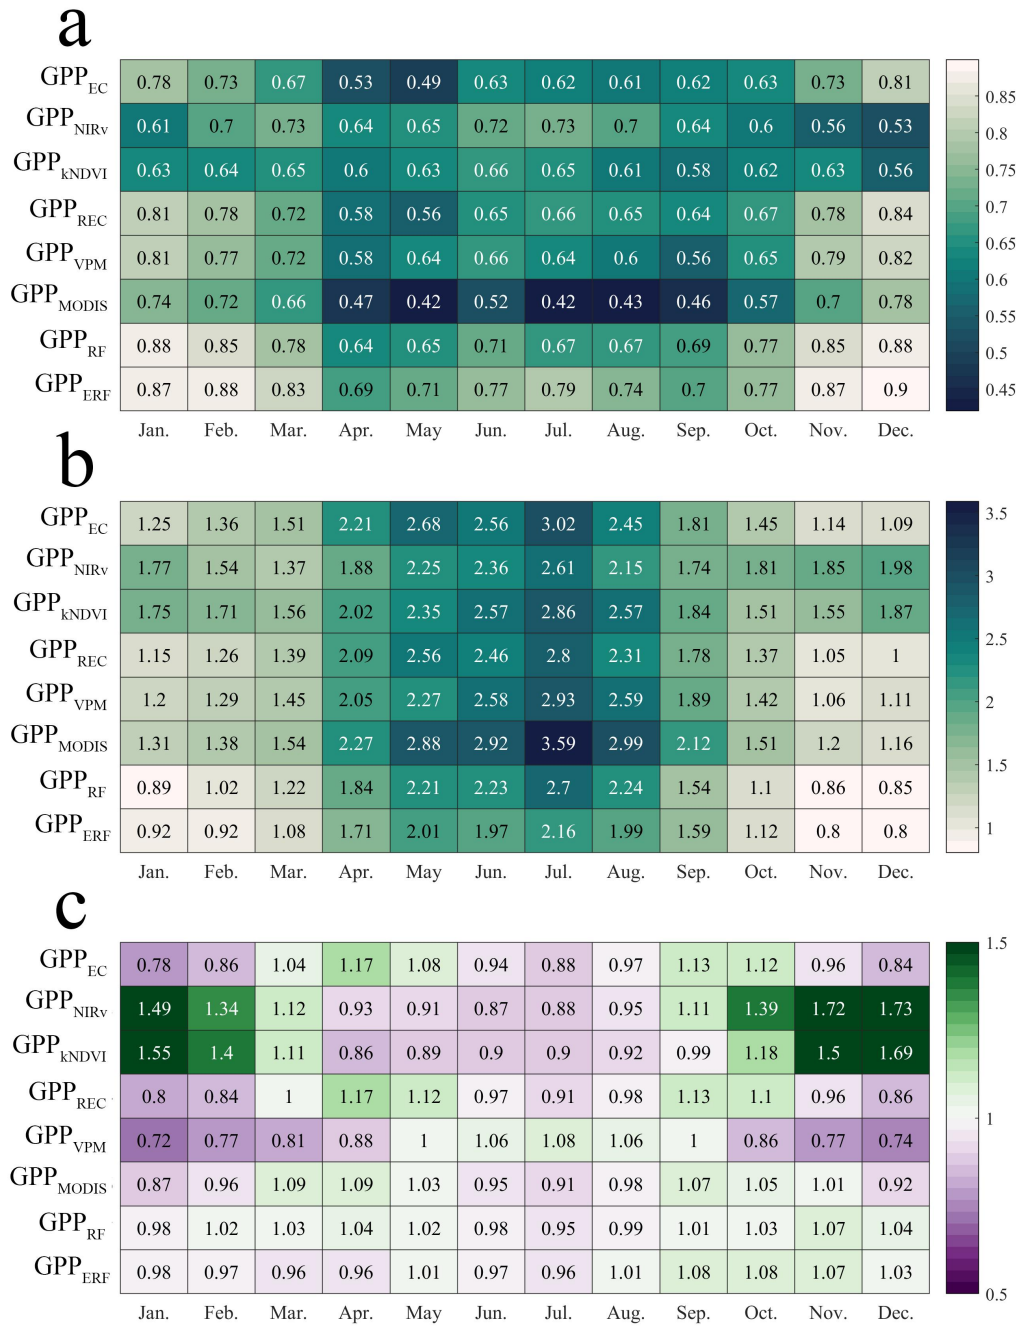 a
GPP_EC 0.78 0.73 0.67 0.53 0.49 0.63 0.62 0.61 0.62 0.63 0.73 0.81
GPP_NIRv 0.61 0.7 0.73 0.64 0.65 0.72 0.73 0.7 0.64 0.6 0.56 0.53
GPP_kNDVI 0.63 0.64 0.65 0.6 0.63 0.66 0.65 0.61 0.58 0.62 0.63 0.56
GPP_REC 0.81 0.78 0.72 0.58 0.56 0.65 0.66 0.65 0.64 0.67 0.78 0.84
GPP_VPM 0.81 0.77 0.72 0.58 0.64 0.66 0.64 0.6 0.56 0.65 0.79 0.82
GPP_MODIS 0.74 0.72 0.66 0.47 0.42 0.52 0.42 0.43 0.46 0.57 0.7 0.78
GPP_RF 0.88 0.85 0.78 0.64 0.65 0.71 0.67 0.67 0.69 0.77 0.85 0.88
GPP_ERF 0.87 0.88 0.83 0.69 0.71 0.77 0.79 0.74 0.7 0.77 0.87 0.9
Jan. Feb. Mar. Apr. May Jun. Jul. Aug. Sep. Oct. Nov. Dec.
0.85
0.8
0.75
0.7
0.65
0.6
0.55
0.5
0.45
b
GPP_EC 1.25 1.36 1.51 2.21 2.68 2.56 3.02 2.45 1.81 1.45 1.14 1.09
GPP_NIRv 1.77 1.54 1.37 1.88 2.25 2.36 2.61 2.15 1.74 1.81 1.85 1.98
GPP_kNDVI 1.75 1.71 1.56 2.02 2.35 2.57 2.86 2.57 1.84 1.51 1.55 1.87
GPP_REC 1.15 1.26 1.39 2.09 2.56 2.46 2.8 2.31 1.78 1.37 1.05 1
GPP_VPM 1.2 1.29 1.45 2.05 2.27 2.58 2.93 2.59 1.89 1.42 1.06 1.11
GPP_MODIS 1.31 1.38 1.54 2.27 2.88 2.92 3.59 2.99 2.12 1.51 1.2 1.16
GPP_RF 0.89 1.02 1.22 1.84 2.21 2.23 2.7 2.24 1.54 1.1 0.86 0.85
GPP_ERF 0.92 0.92 1.08 1.71 2.01 1.97 2.16 1.99 1.59 1.12 0.8 0.8
Jan. Feb. Mar. Apr. May Jun. Jul. Aug. Sep. Oct. Nov. Dec.
3.5
3
2.5
2
1.5
1
c
GPP_EC 0.78 0.86 1.04 1.17 1.08 0.94 0.88 0.97 1.13 1.12 0.96 0.84
GPP_NIRv 1.49 1.34 1.12 0.93 0.91 0.87 0.88 0.95 1.11 1.39 1.72 1.73
GPP_kNDVI 1.55 1.4 1.11 0.86 0.89 0.9 0.9 0.92 0.99 1.18 1.5 1.69
GPP_REC 0.8 0.84 1 1.17 1.12 0.97 0.91 0.98 1.13 1.1 0.96 0.86
GPP_VPM 0.72 0.77 0.81 0.88 1 1.06 1.08 1.06 1 0.86 0.77 0.74
GPP_MODIS 0.87 0.96 1.09 1.09 1.03 0.95 0.91 0.98 1.07 1.05 1.01 0.92
GPP_RF 0.98 1.02 1.03 1.04 1.02 0.98 0.95 0.99 1.01 1.03 1.07 1.04
GPP_ERF 0.98 0.97 0.96 0.96 1.01 0.97 0.96 1.01 1.08 1.08 1.07 1.03
Jan. Feb. Mar. Apr. May Jun. Jul. Aug. Sep. Oct. Nov. Dec.
1.5
1
0.5